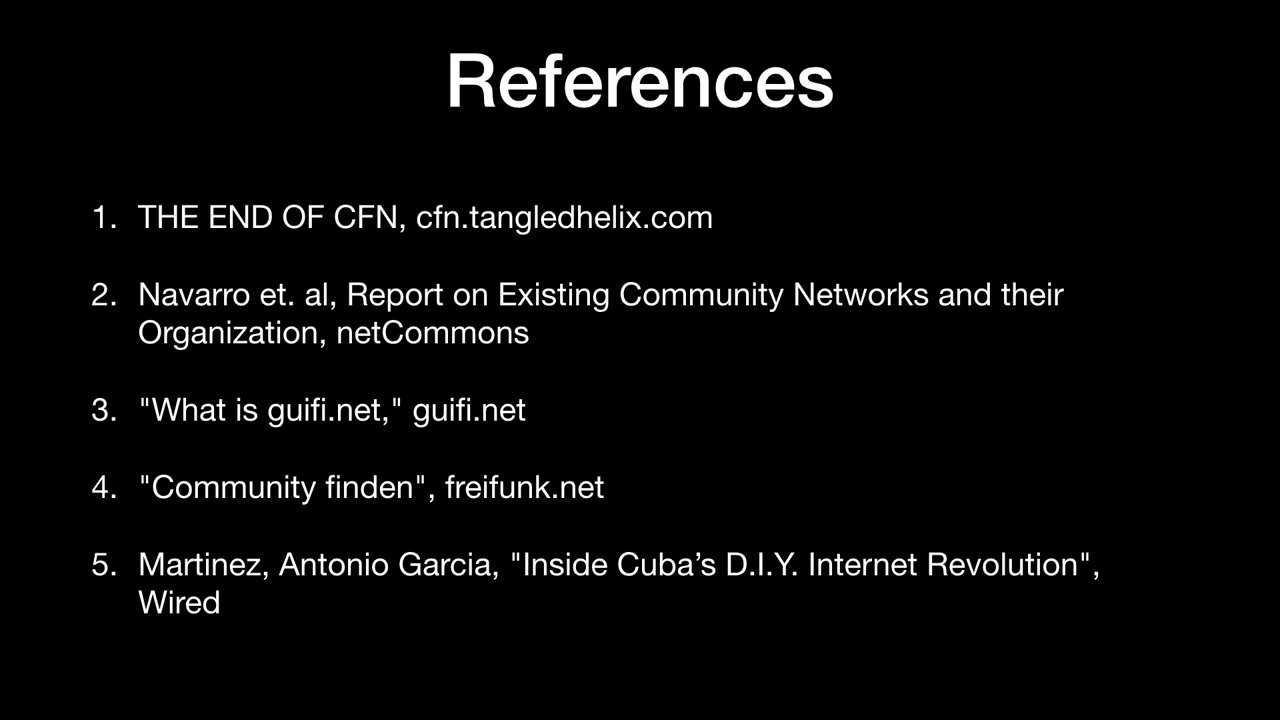 References
1. THE END OF CFN, cfn.tangledhelix.com
2. Navarro et. al, Report on Existing Community Networks and their
Organization, netCommons
3. "What is guifi.net," guifi.net
4. "Community finden", freifunk.net
5. Martinez, Antonio Garcia, "Inside Cuba’s D.I.Y. Internet Revolution",
Wired